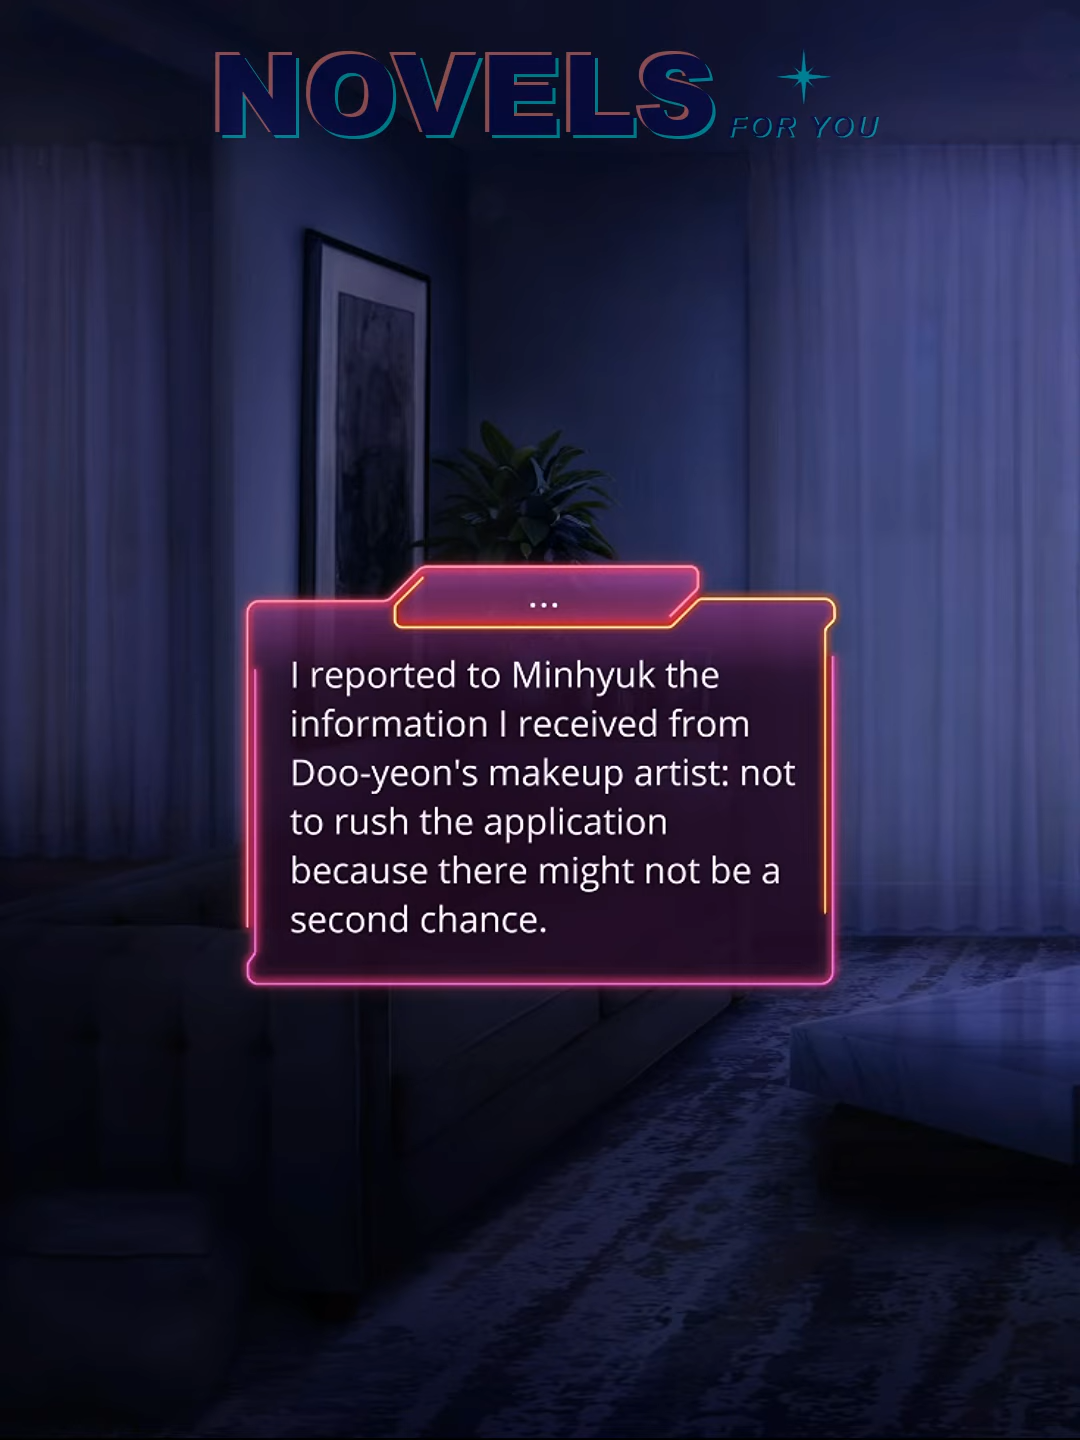 NOVELS
FOR YOU
...
I reported to Minhyuk the
information I received from
Doo-yeon's makeup artist: not
to rush the application
because there might not be a
second chance.